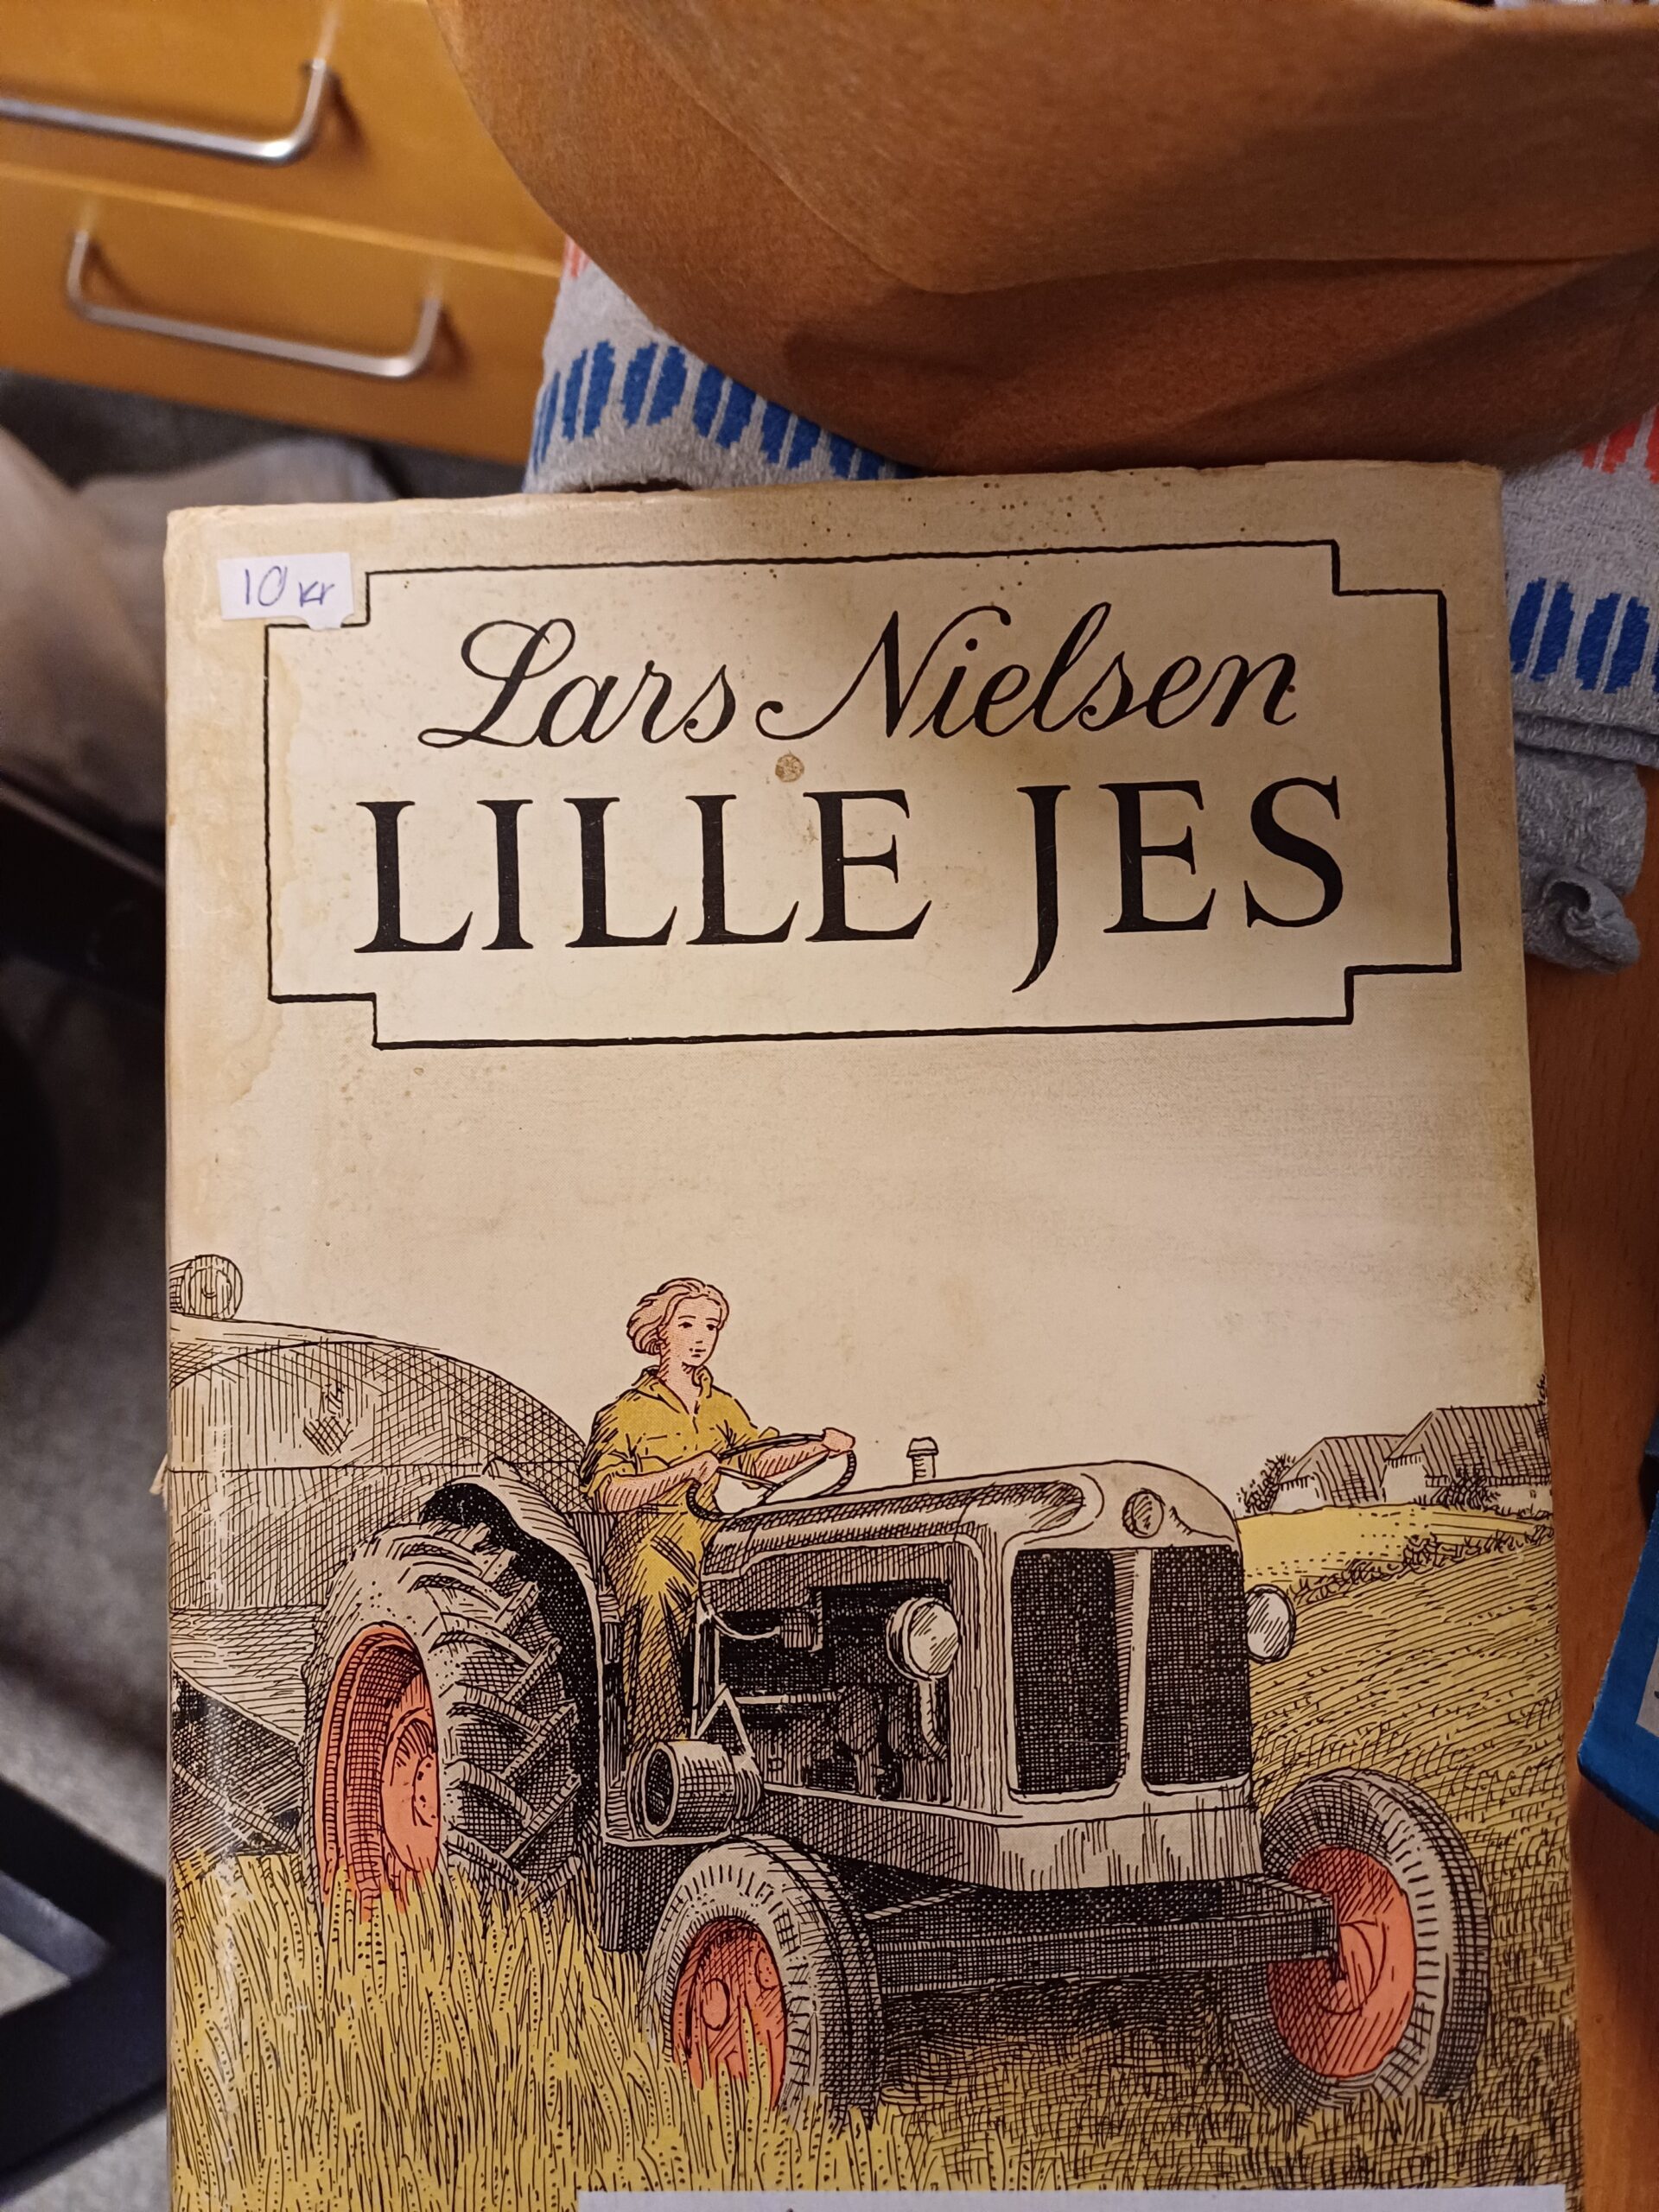 10 kr
Lars Nielsen
LILLE JES